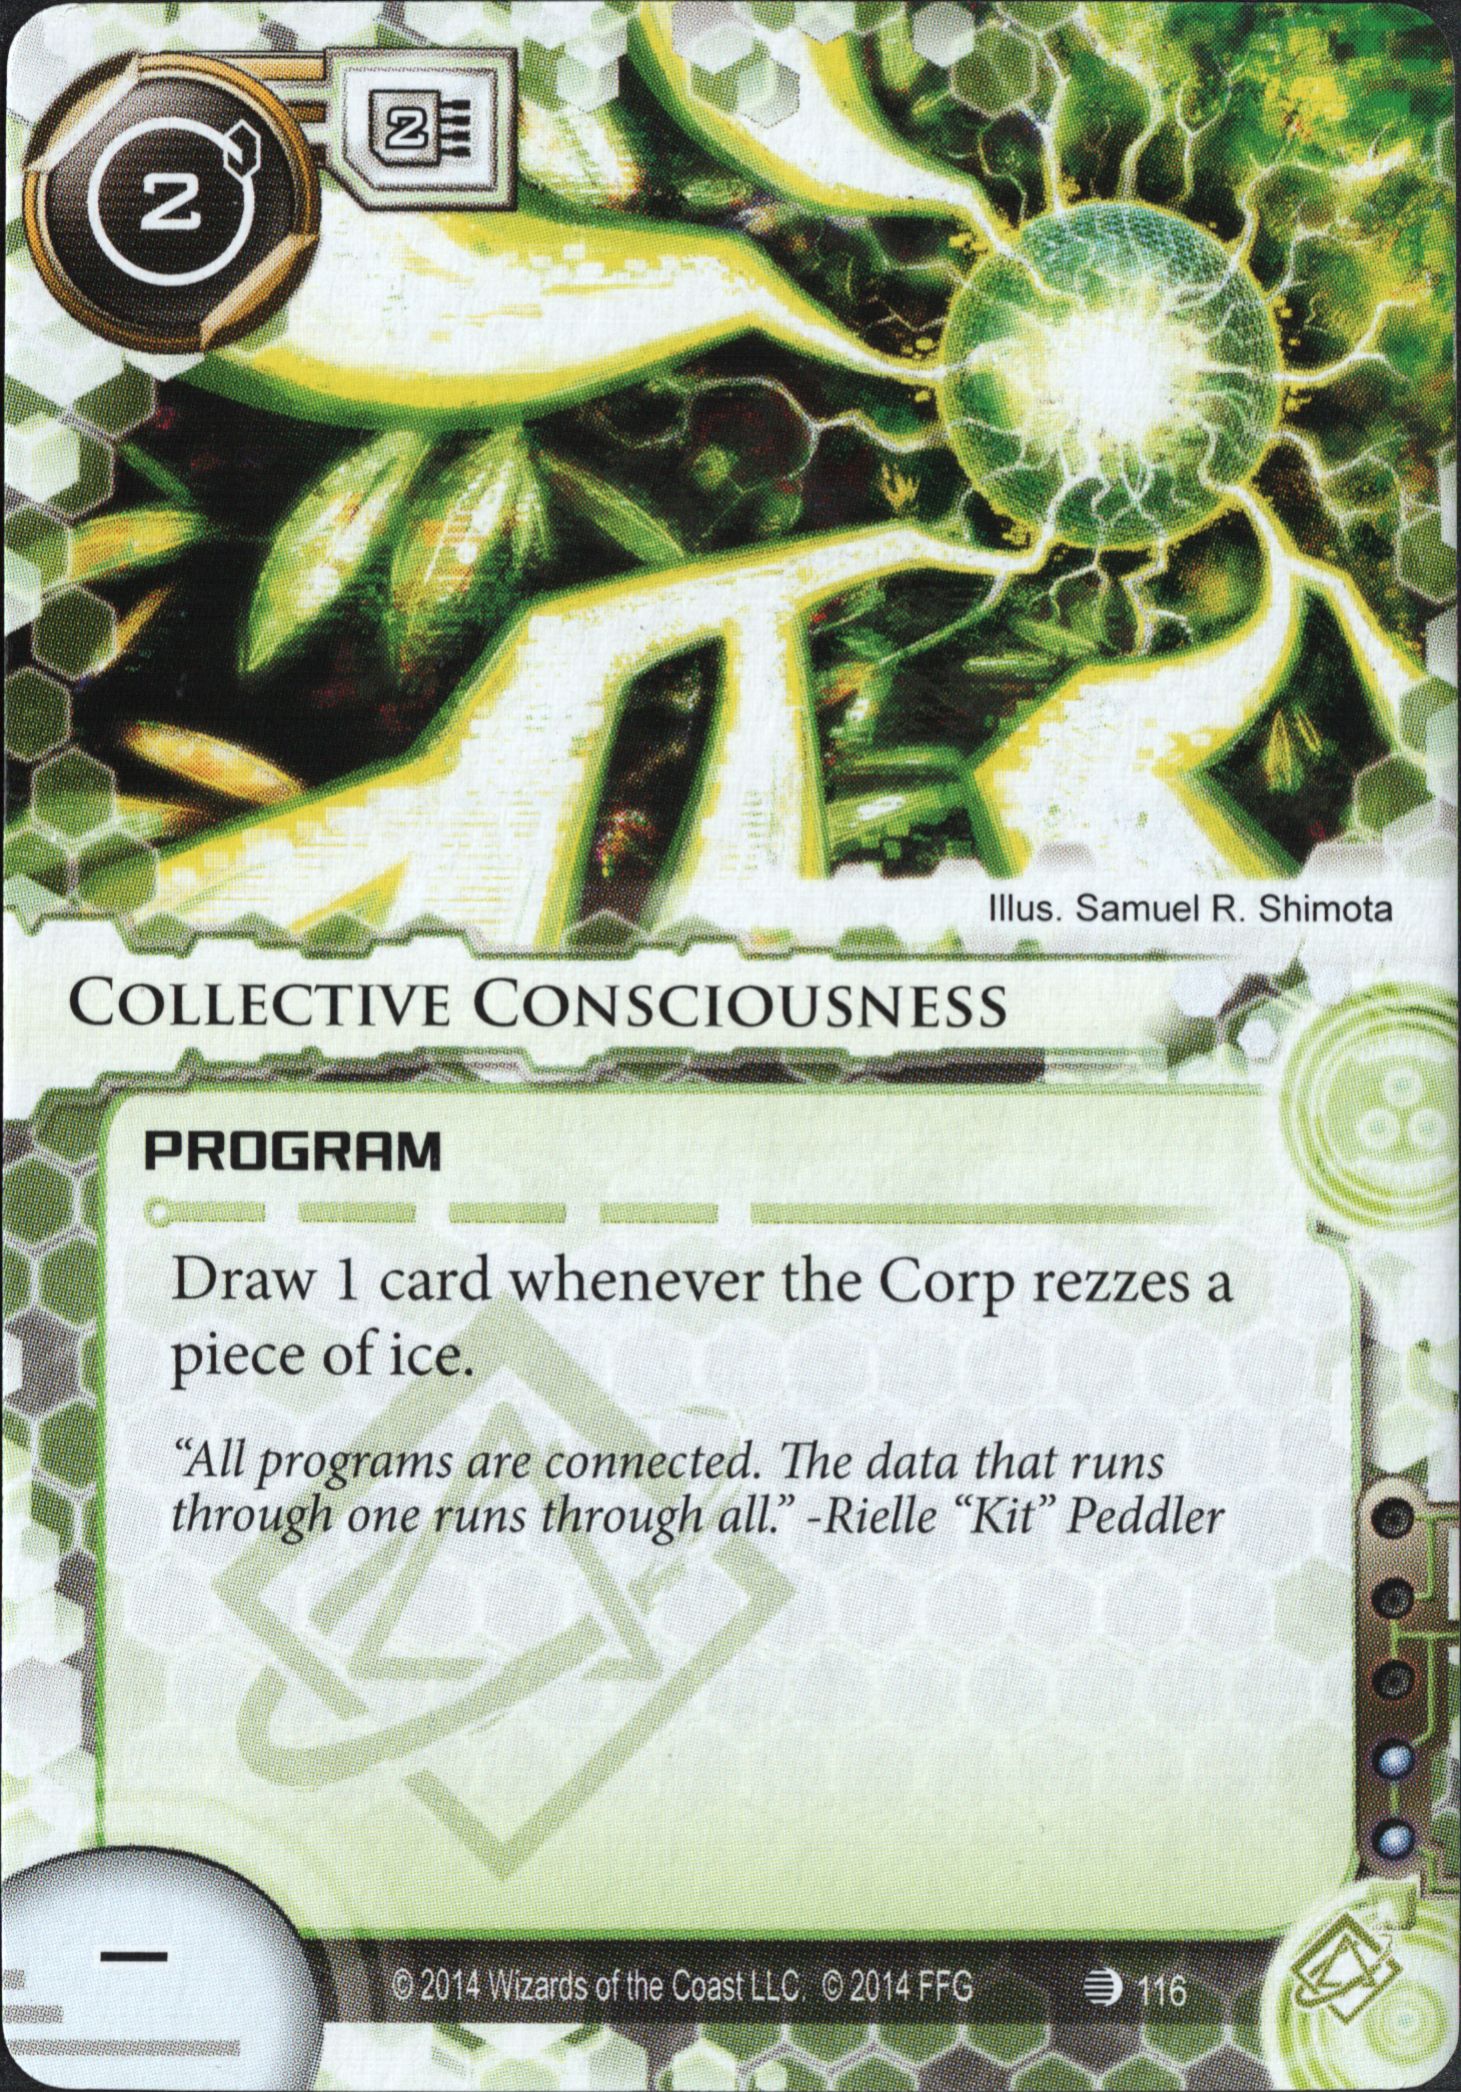 2
2
Illus. Samuel R. Shimota
Collective Consciousness
PROGRAM
Draw 1 card whenever the Corp rezzes a
piece of ice.
“All programs are connected. The data that runs
through one runs through all.” -Rielle “Kit” Peddler
–
© 2014 Wizards of the Coast LLC. © 2014 FFG
116